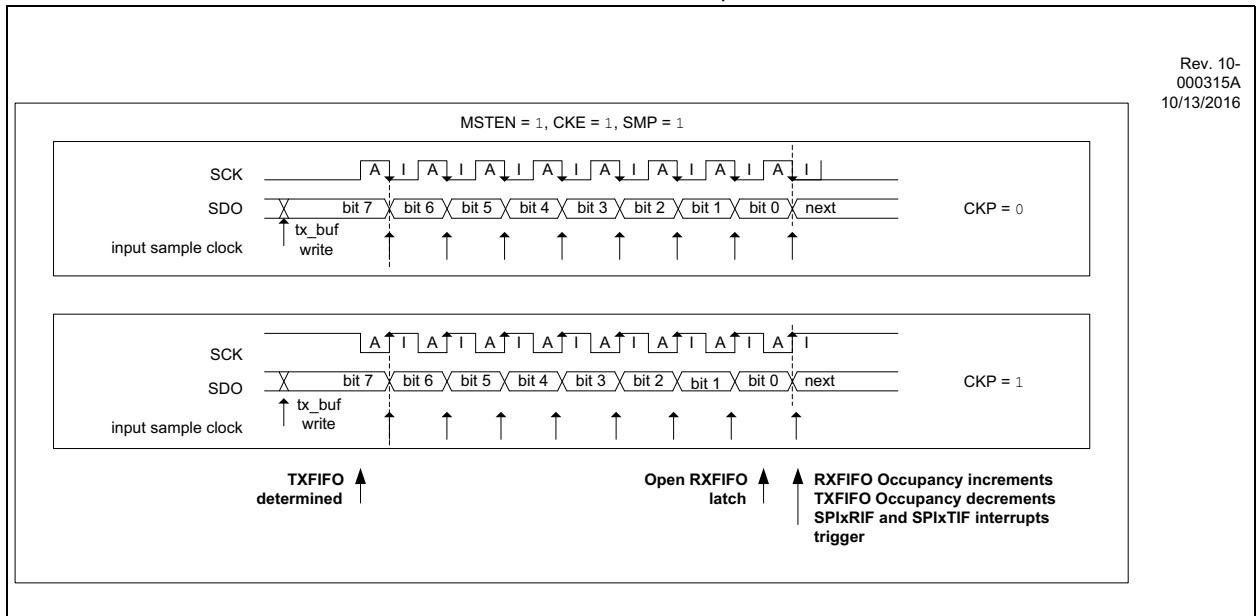 Rev. 10-
000315A
10/13/2016
MSTEN = 1, CKE = 1, SMP = 1
SCK A I A I A I A I A I A I A I A I
SDO bit 7 bit 6 bit 5 bit 4 bit 3 bit 2 bit 1 bit 0 next CKP = 0
tx_buf
write
input sample clock
SCK A I A I A I A I A I A I A I A I
SDO bit 7 bit 6 bit 5 bit 4 bit 3 bit 2 bit 1 bit 0 next CKP = 1
tx_buf
write
input sample clock
TXFIFO
determined
Open RXFIFO
latch
RXFIFO Occupancy increments
TXFIFO Occupancy decrements
SPIxRIF and SPIxTIF interrupts
trigger